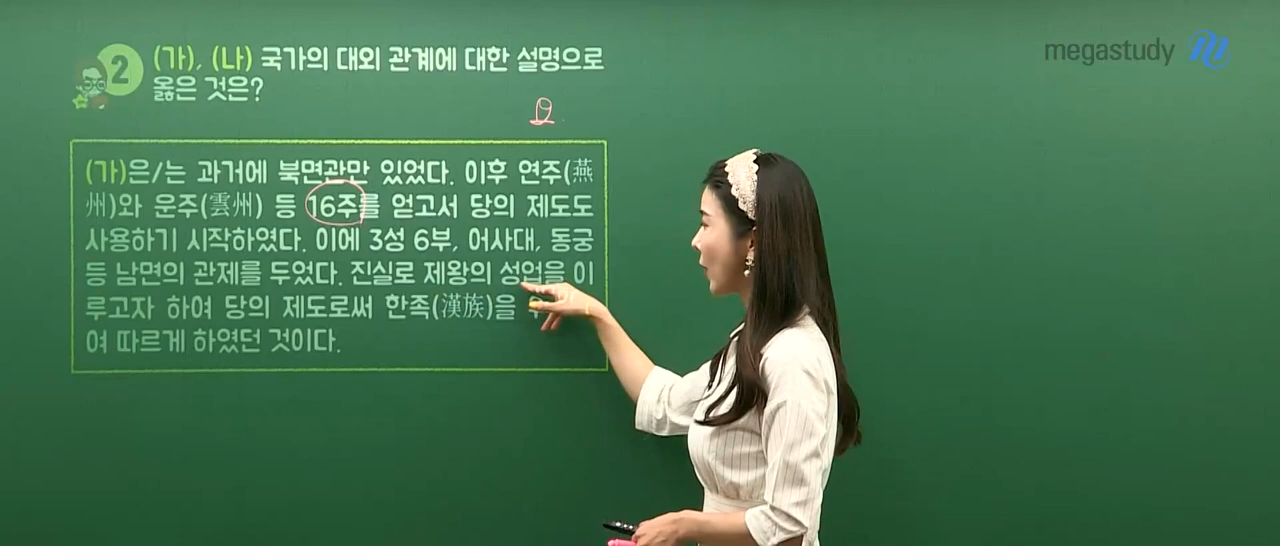 megastudy
2 (가), (나) 국가의 대외 관계에 대한 설명으로
옳은 것은?
요
(가)은/는 과거에 북면관만 있었다. 이후 연주(燕
州)와 운주(雲州) 등 16주를 얻고서 당의 제도도
사용하기 시작하였다. 이에 3성 6부, 어사대, 동궁
등 남면의 관제를 두었다. 진실로 제왕의 성업을 이
루고자 하여 당의 제도로써 한족(漢族)을
여 따르게 하였던 것이다.